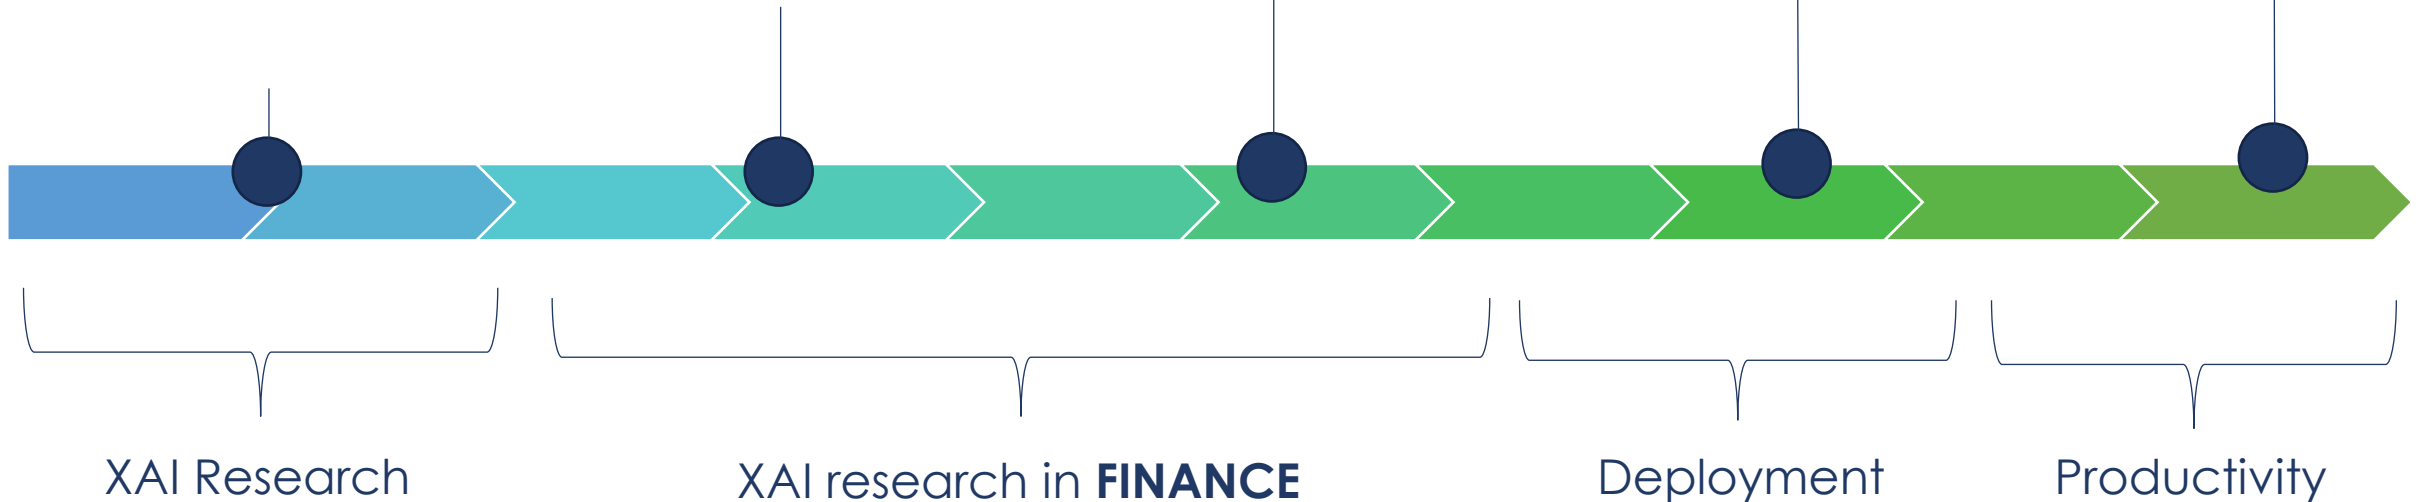 XAI Research
XAI research in FINANCE
Deployment
Productivity